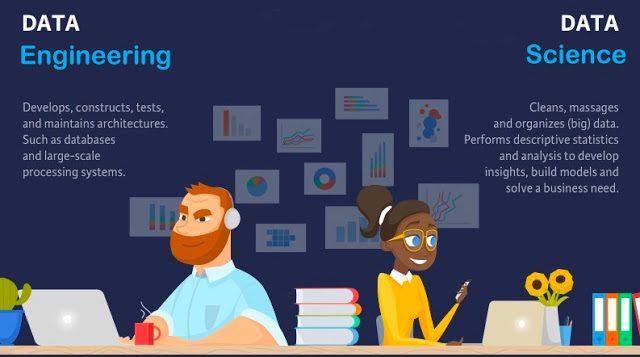 DATA
Engineering
Develops, constructs, tests,
and maintains architectures.
Such as databases
and large-scale
processing systems.
DATA
Science
Cleans, massages
and organizes (big) data.
Performs descriptive statistics
and analysis to develop
insights, build models and
solve a business need.